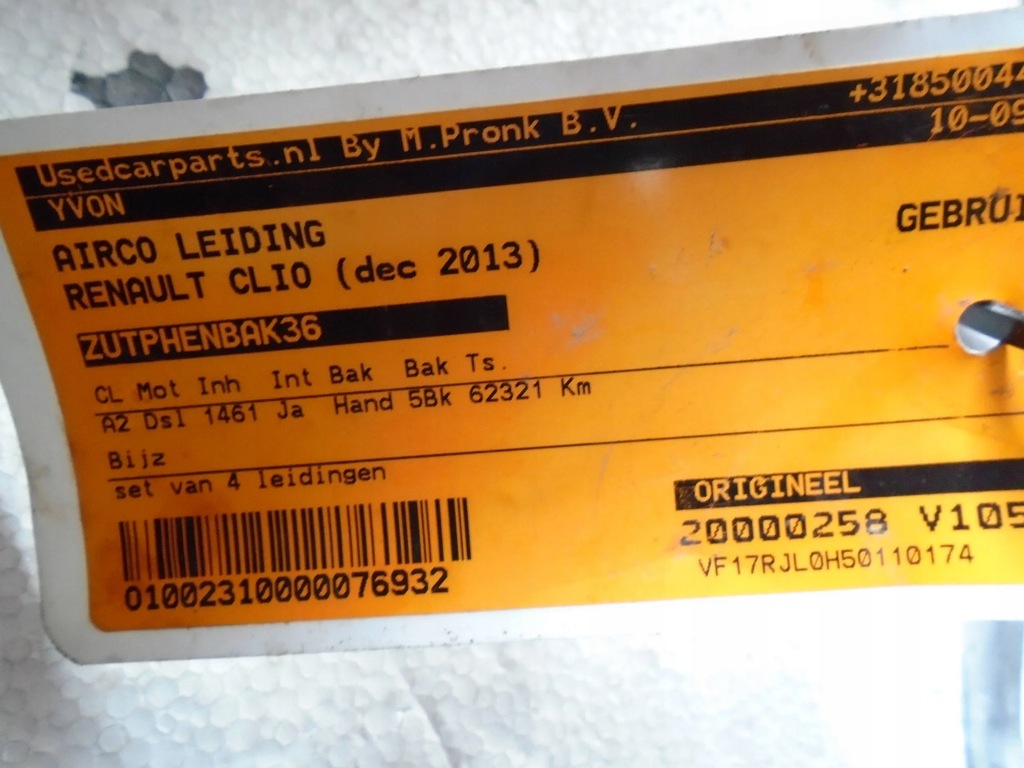 Usedcarparts.nl By M.Pronk B.V. +31850044
YVON 10-09
AIRCO LEIDING GEBRUI
RENAULT CLIO (dec 2013)
ZUTPHENBAK36
CL Mot Inh Int Bak Bak Ts.
A2 Dsl 1461 Ja Hand 5Bk 62321 Km
Bijz
set van 4 leidingen
ORIGINEEL
20000258 V105
VF17RJL0H50110174
01002310000076932